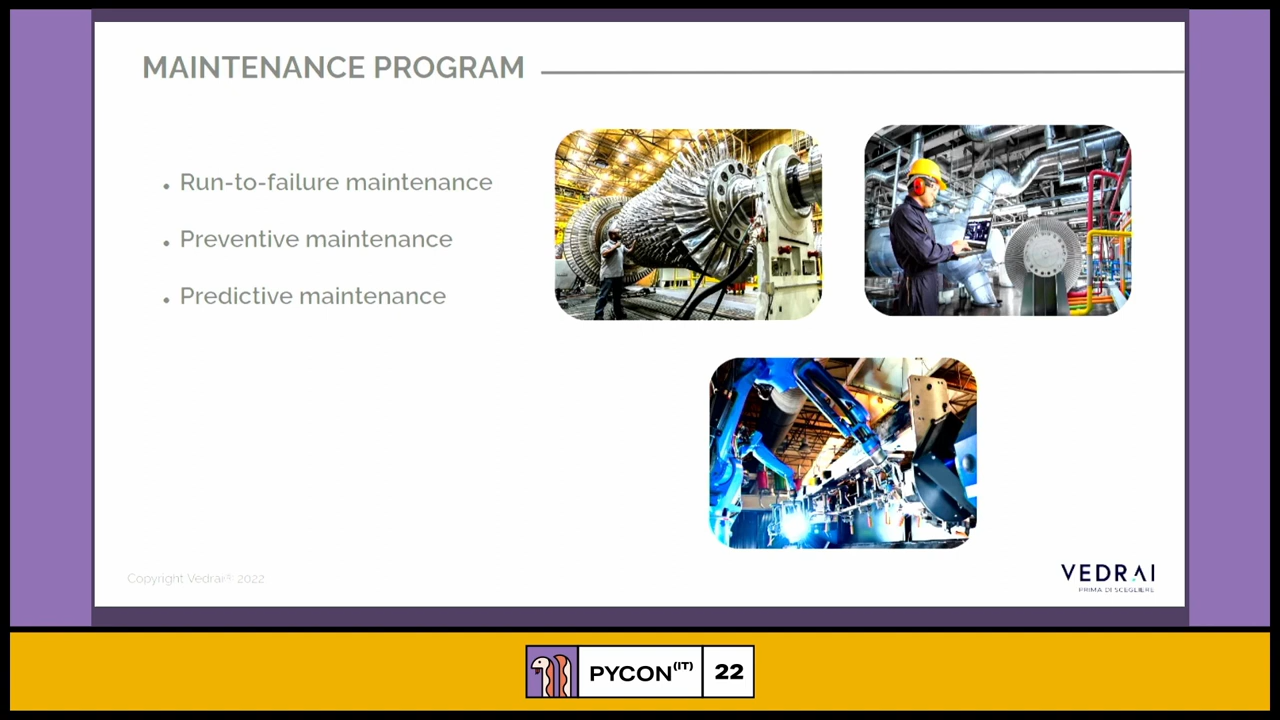 MAINTENANCE PROGRAM
• Run-to-failure maintenance
• Preventive maintenance
• Predictive maintenance
Copyright Vedrai® 2022
VEDRAI
PRIMA DI SCEGLIERE
PYCON(IT) 22